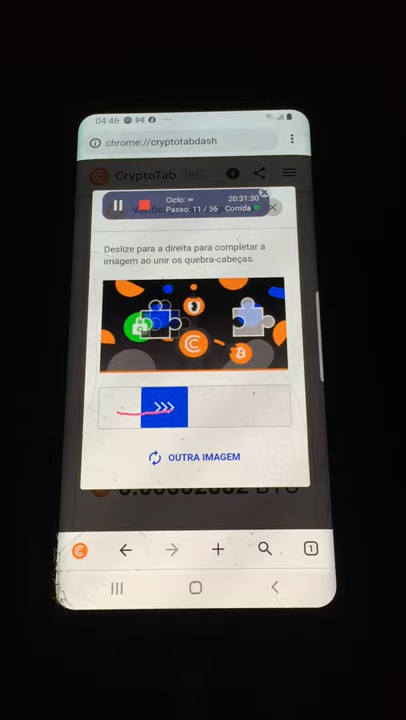 04:46
chrome://cryptotabdash
CryptoTab
Ciclo: ∞ 20:31:30
Passo: 11 / 36 Corrida
Deslize para a direita para completar a
imagem ao unir os quebra-cabeças.
OUTRA IMAGEM
BTC
1